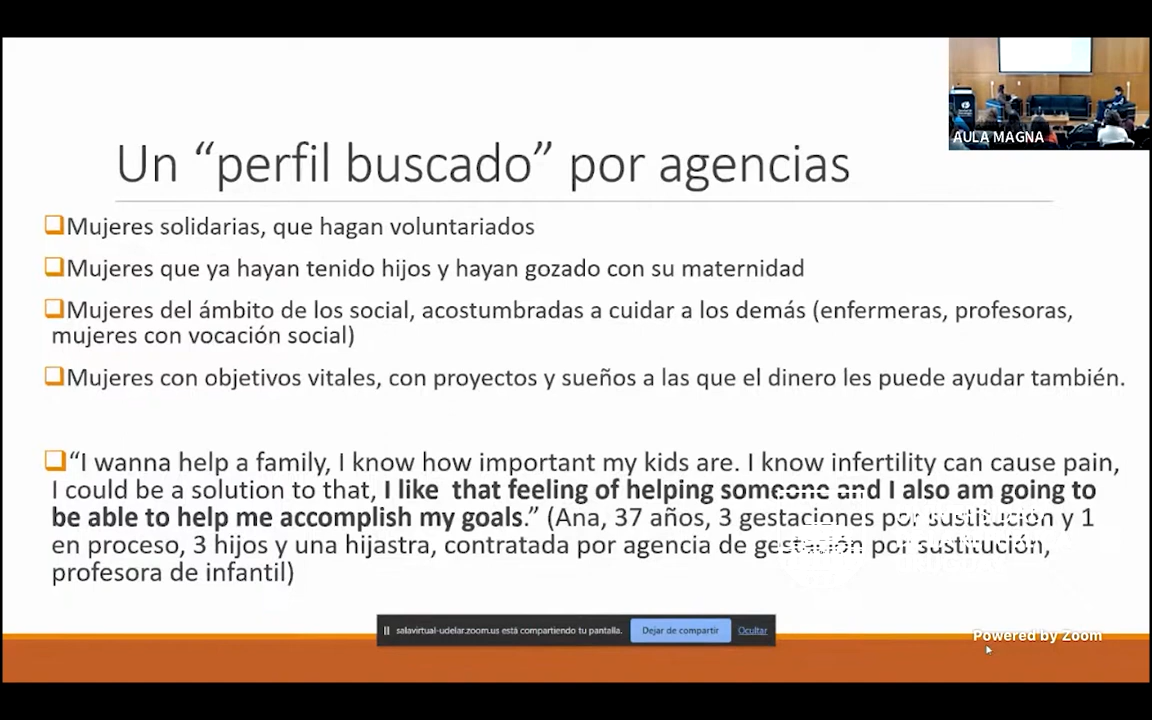 AULA MAGNA
Un “perfil buscado” por agencias
Mujeres solidarias, que hagan voluntariados
Mujeres que ya hayan tenido hijos y hayan gozado con su maternidad
Mujeres del ámbito de los social, acostumbradas a cuidar a los demás (enfermeras, profesoras,
mujeres con vocación social)
Mujeres con objetivos vitales, con proyectos y sueños a las que el dinero les puede ayudar también.
“I wanna help a family, I know how important my kids are. I know infertility can cause pain,
I could be a solution to that, I like that feeling of helping someone and I also am going to
be able to help me accomplish my goals.” (Ana, 37 años, 3 gestaciones por sustitución y 1
en proceso, 3 hijos y una hijastra, contratada por agencia de gestación por sustitución,
profesora de infantil)
salavirtual-udelar.zoom.us está compartiendo tu pantalla. Dejar de compartir Ocultar
Powered by Zoom